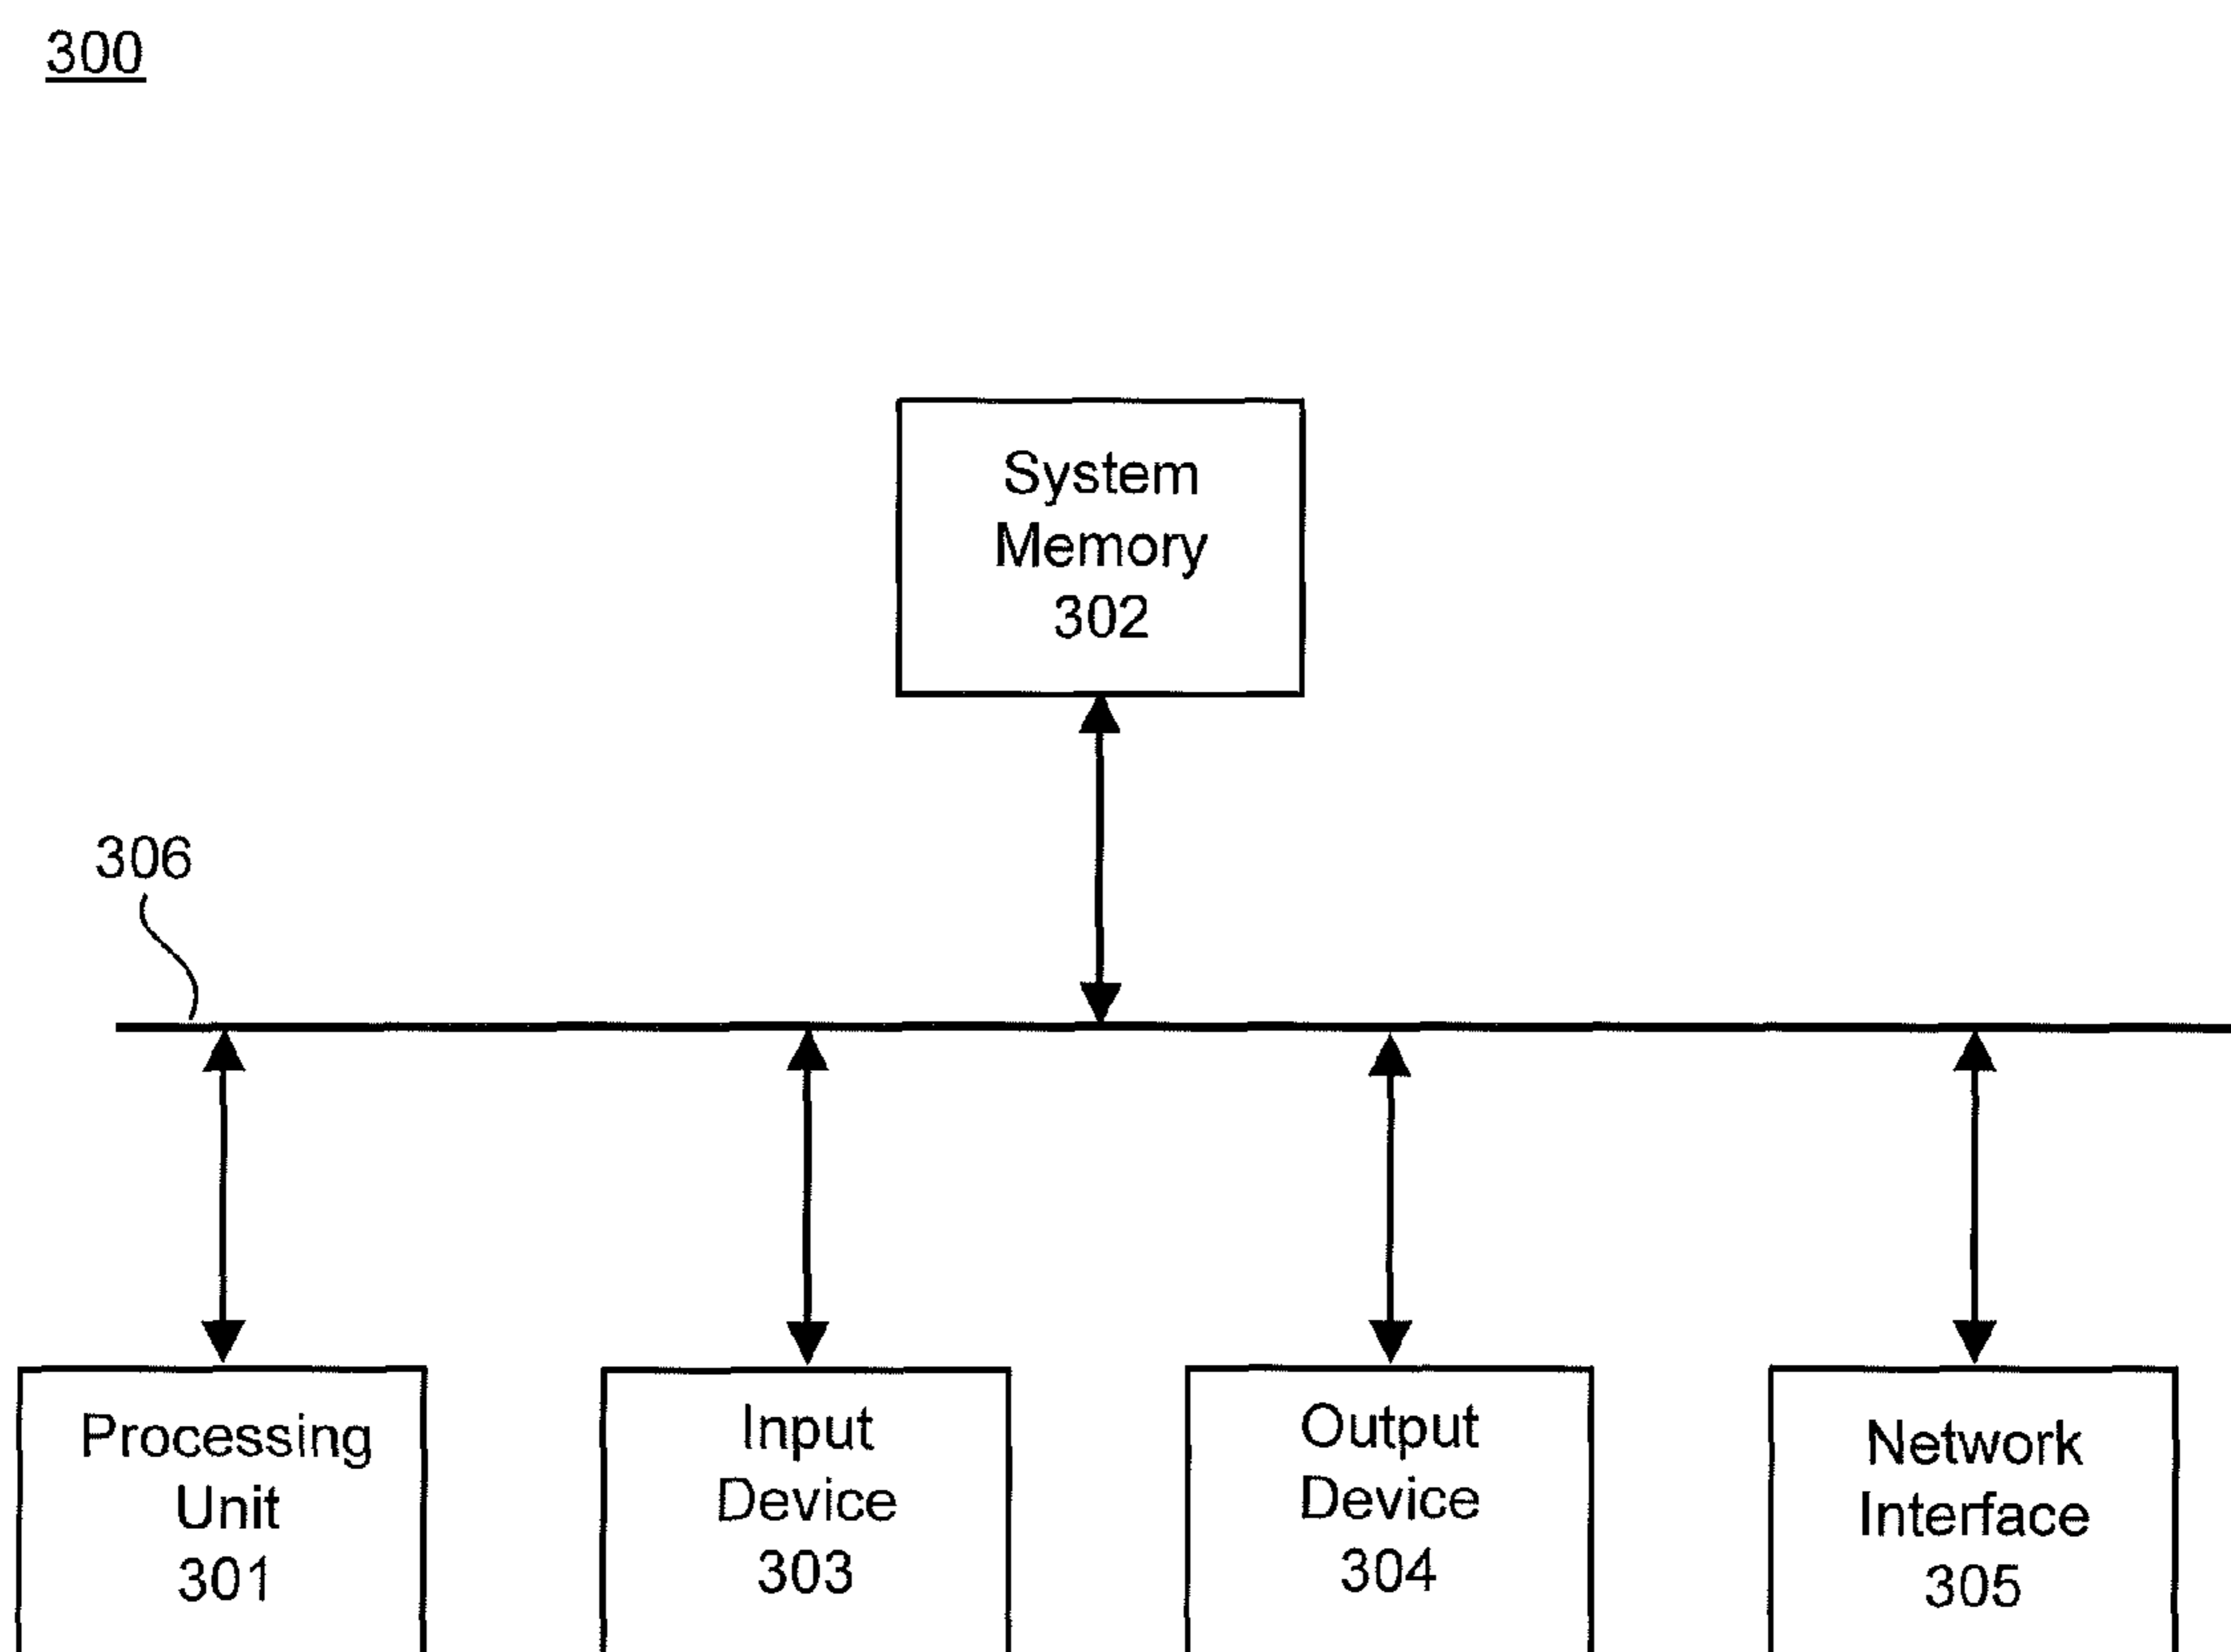 300
System
Memory
302
306
Processing
Unit
301
Input
Device
303
Output
Device
304
Network
Interface
305